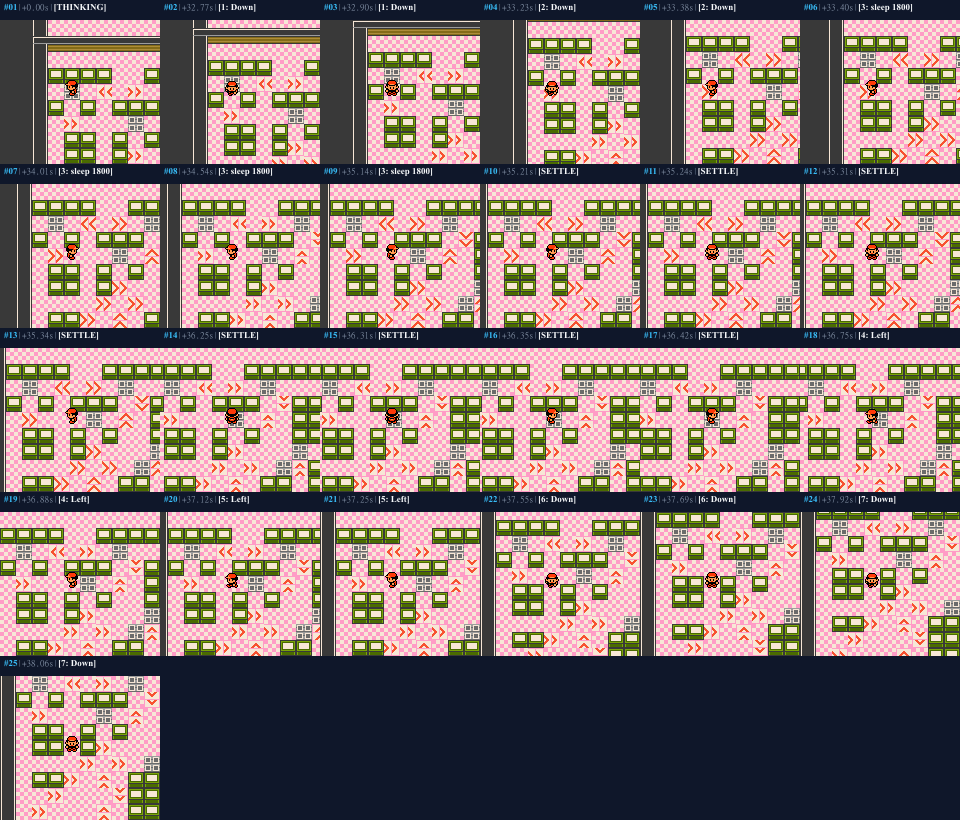 #01|+0.00s|[THINKING]
#02|+32.77s|[1: Down]
#03|+32.90s|[1: Down]
#04|+33.23s|[2: Down]
#05|+33.38s|[2: Down]
#06|+33.40s|[3: sleep 1800]
#07|+34.01s|[3: sleep 1800]
#08|+34.54s|[3: sleep 1800]
#09|+35.14s|[3: sleep 1800]
#10|+35.21s|[SETTLE]
#11|+35.24s|[SETTLE]
#12|+35.31s|[SETTLE]
#13|+35.34s|[SETTLE]
#14|+36.25s|[SETTLE]
#15|+36.31s|[SETTLE]
#16|+36.35s|[SETTLE]
#17|+36.42s|[SETTLE]
#18|+36.75s|[4: Left]
#19|+36.88s|[4: Left]
#20|+37.12s|[5: Left]
#21|+37.25s|[5: Left]
#22|+37.55s|[6: Down]
#23|+37.69s|[6: Down]
#24|+37.92s|[7: Down]
#25|+38.06s|[7: Down]